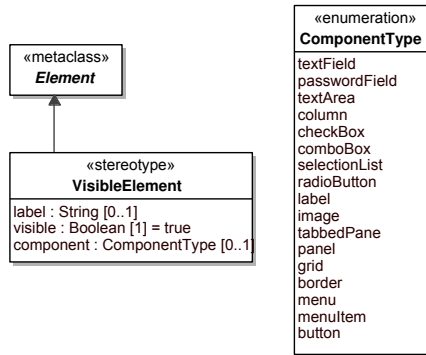 «metaclass»
Element
«stereotype»
VisibleElement
label : String [0..1]
visible : Boolean [1] = true
component : ComponentType [0..1]
«enumeration»
ComponentType
textField
passwordField
textArea
column
checkBox
comboBox
selectionList
radioButton
label
image
tabbedPane
panel
grid
border
menu
menuItem
button